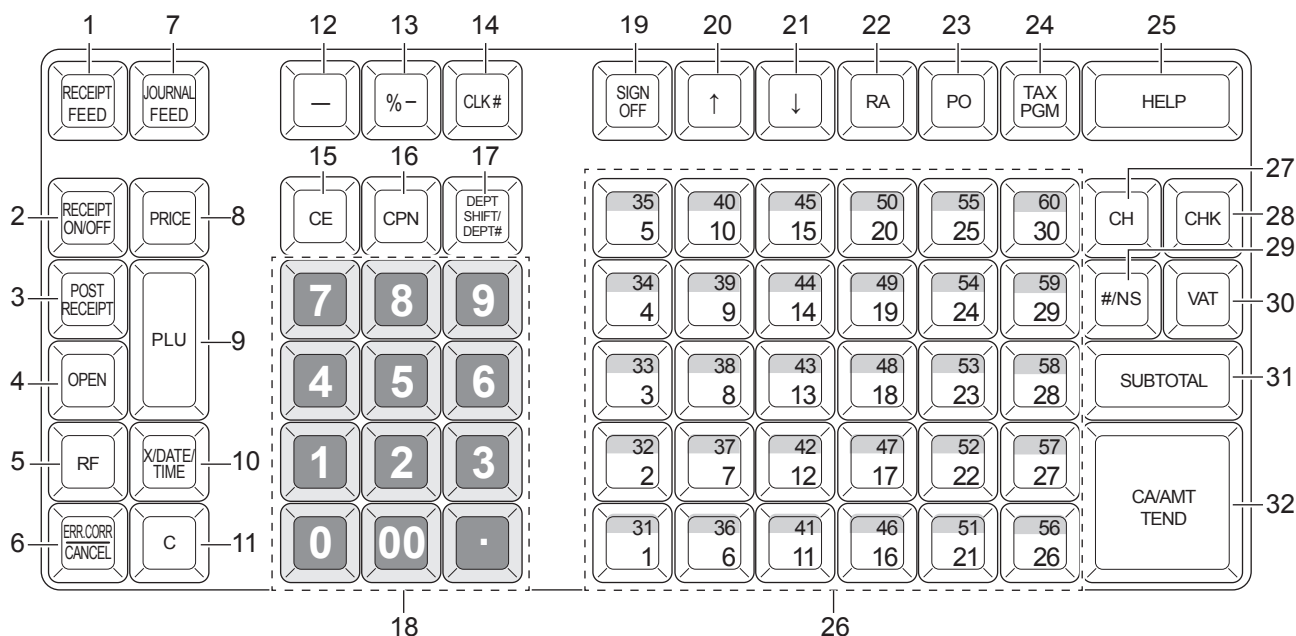 1 7 12 13 14 19 20 21 22 23 24 25
RECEIPT FEED
JOURNAL FEED
—
% −
CLK #
SIGN OFF
↑
↓
RA
PO
TAX PGM
HELP
15 16 17 27
2
RECEIPT ON/OFF
PRICE
8
CE
CPN
DEPT SHIFT/ DEPT#
35 40 45 50 55 60
5 10 15 20 25 30
CH
CHK
28
29
3
POST RECEIPT
PLU
9
7 8 9
34 39 44 49 54 59
4 9 14 19 24 29
#/NS
VAT
30
4
OPEN
4 5 6
33 38 43 48 53 58
3 8 13 18 23 28
SUBTOTAL
31
5
RF
X/DATE/ TIME
10
1 2 3
32 37 42 47 52 57
2 7 12 17 22 27
CA/AMT TEND
32
6
ERR.CORR CANCEL
C
11
0 00 ·
31 36 41 46 51 56
1 6 11 16 21 26
18 26